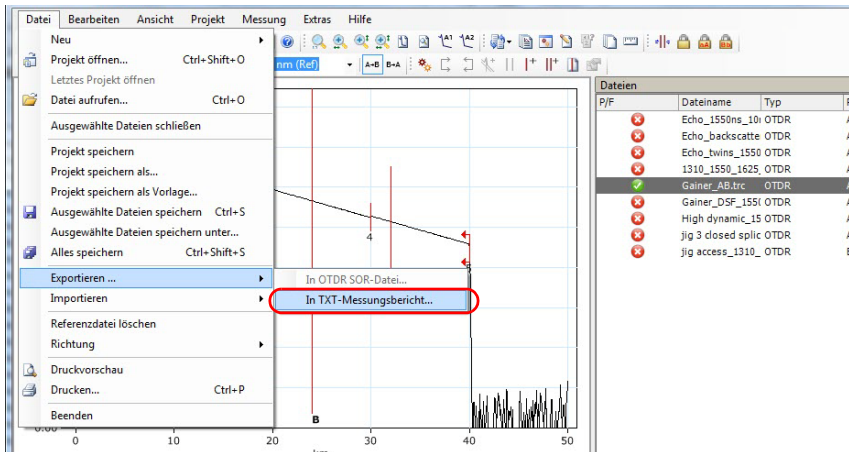 Datei Bearbeiten Ansicht Projekt Messung Extras Hilfe
Neu
Projekt öffnen... Ctrl+Shift+O
Letztes Projekt öffnen
Datei aufrufen... Ctrl+O
Ausgewählte Dateien schließen
Projekt speichern
Projekt speichern als...
Projekt speichern als Vorlage...
Ausgewählte Dateien speichern Ctrl+S
Ausgewählte Dateien speichern unter...
Alles speichern Ctrl+Shift+S
Exportieren ...
Importieren
Referenzdatei löschen
Richtung
Druckvorschau
Drucken... Ctrl+P
Beenden
In OTDR SOR-Datei...
In TXT-Messungsbericht...
nm (Ref)
A→B B→A
4
B
0 10 20 30 40 50
Dateien
P/F Dateiname Typ
Echo_1550ns_10 OTDR
Echo_backscatte OTDR
Echo_twins_1550 OTDR
1310_1550_1625_ OTDR
Gainer_AB.trc OTDR
Gainer_DSF_155 OTDR
High dynamic_15 OTDR
jig 3 closed splic OTDR
jig access_1310_ OTDR